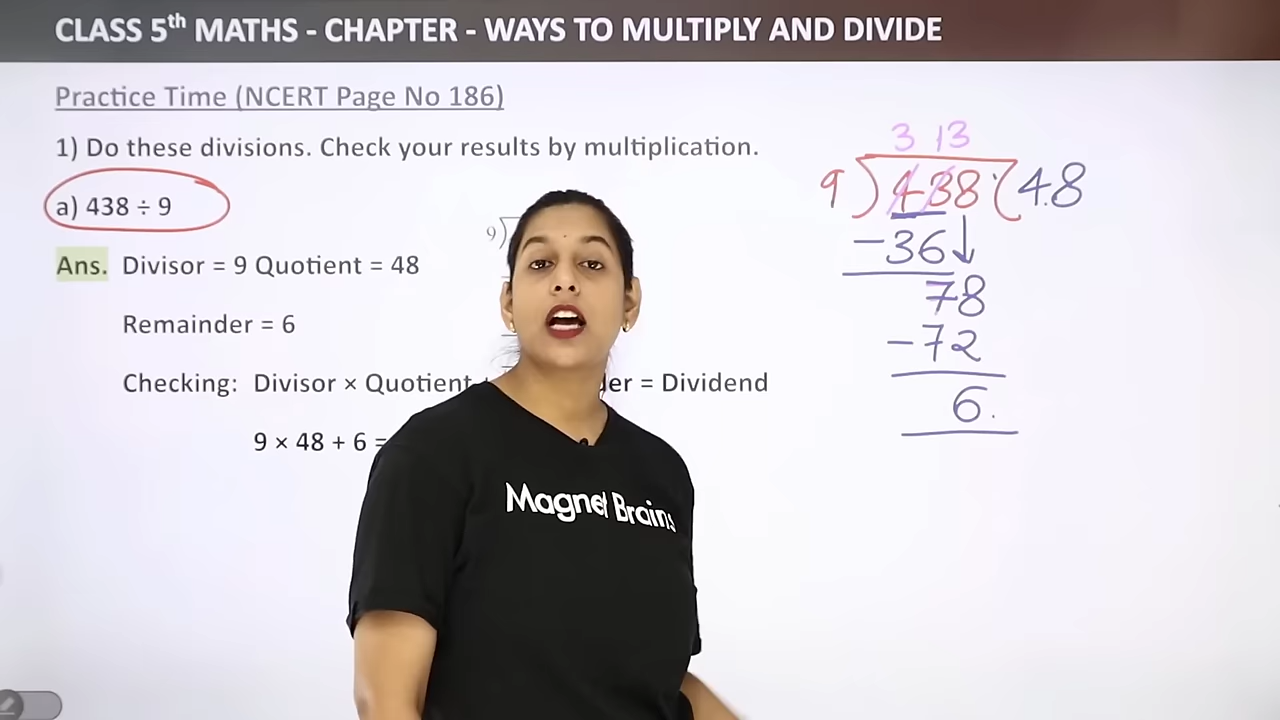 CLASS 5th MATHS - CHAPTER - WAYS TO MULTIPLY AND DIVIDE
Practice Time (NCERT Page No 186)
1) Do these divisions. Check your results by multiplication.
a) 438 ÷ 9
9)
Ans. Divisor = 9 Quotient = 48
Remainder = 6
Checking: Divisor × Quotient er = Dividend
9 × 48 + 6 =
3 13
9 ) 438 ( 48
-36↓
78
-72
6
Magnet Brains